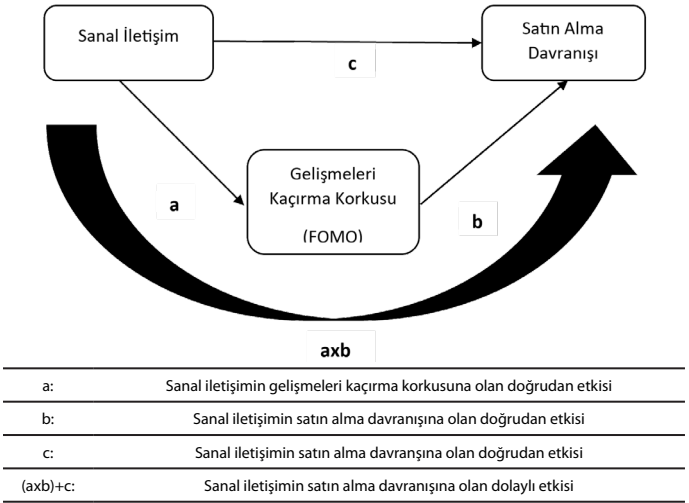 Sanal İletişim
Satın Alma
Davranışı
c
Gelişmeleri
Kaçırma Korkusu
(FOMO)
a
b
axb
a: Sanal iletişimin gelişmeleri kaçırma korkusuna olan doğrudan etkisi
b: Sanal iletişimin satın alma davranışına olan doğrudan etkisi
c: Sanal iletişimin satın alma davranşına olan doğrudan etkisi
(axb)+c: Sanal iletişimin satın alma davranışına olan dolaylı etkisi